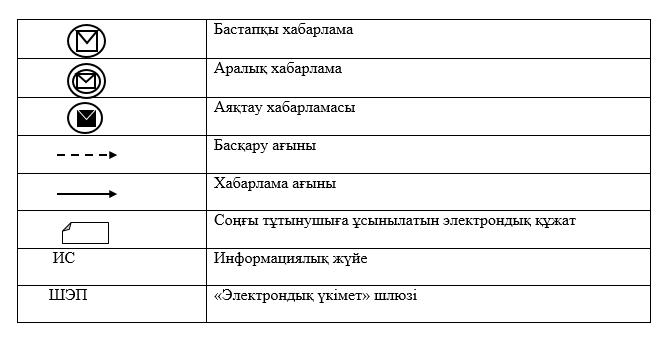 Бастапқы хабарлама
Аралық хабарлама
Аяқтау хабарламасы
Басқару ағыны
Хабарлама ағыны
Соңғы тұтынушыға ұсынылатын электрондық құжат
ИС Информациялық жүйе
ШЭП «Электрондық үкімет» шлюзі